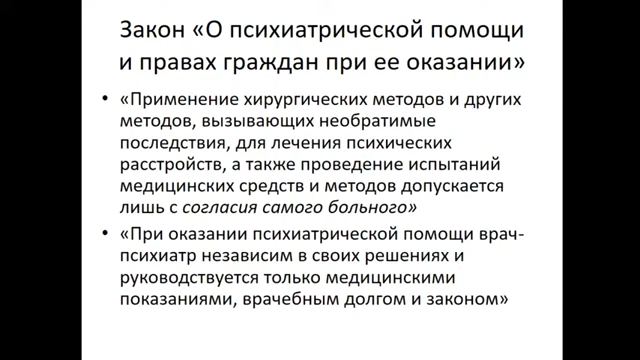 Закон «О психиатрической помощи
и правах граждан при ее оказании»
• «Применение хирургических методов и других
методов, вызывающих необратимые
последствия, для лечения психических
расстройств, а также проведение испытаний
медицинских средств и методов допускается
лишь с согласия самого больного»
• «При оказании психиатрической помощи врач-
психиатр независим в своих решениях и
руководствуется только медицинскими
показаниями, врачебным долгом и законом»